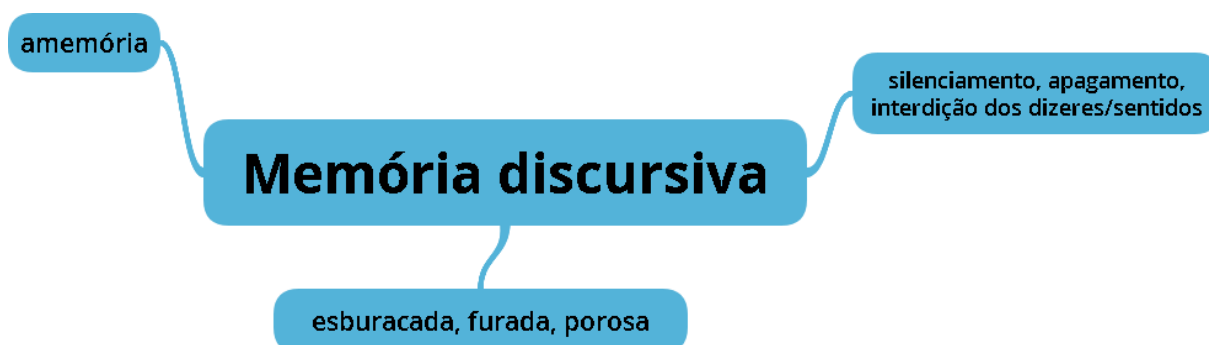 amemória
silenciamento, apagamento,
interdição dos dizeres/sentidos
Memória discursiva
esburacada, furada, porosa